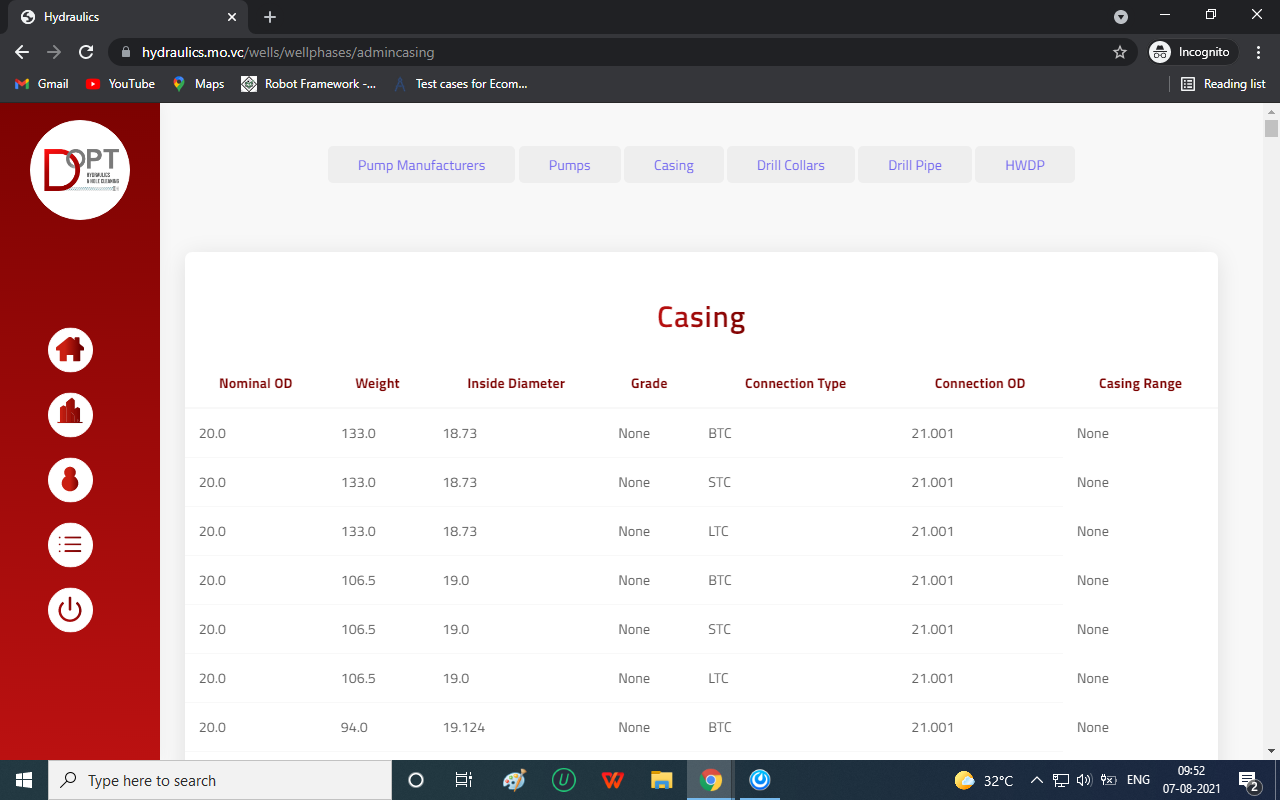 Hydraulics
hydraulics.mo.vc/wells/wellphases/admincasing
Incognito
Gmail YouTube Maps Robot Framework -... Test cases for Ecom... Reading list
DOPT
HYDRAULICS
& HOLE CLEANING
Pump Manufacturers Pumps Casing Drill Collars Drill Pipe HWDP
Casing
Nominal OD Weight Inside Diameter Grade Connection Type Connection OD Casing Range
20.0 133.0 18.73 None BTC 21.001 None
20.0 133.0 18.73 None STC 21.001 None
20.0 133.0 18.73 None LTC 21.001 None
20.0 106.5 19.0 None BTC 21.001 None
20.0 106.5 19.0 None STC 21.001 None
20.0 106.5 19.0 None LTC 21.001 None
20.0 94.0 19.124 None BTC 21.001 None
Type here to search
32°C
ENG
09:52
07-08-2021
2